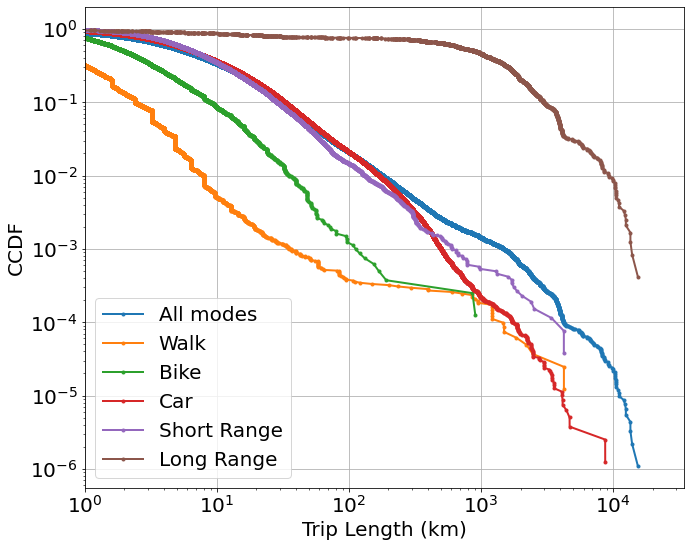 10⁰
10⁻¹
10⁻²
10⁻³
10⁻⁴
10⁻⁵
10⁻⁶
CCDF
All modes
Walk
Bike
Car
Short Range
Long Range
10⁰ 10¹ 10² 10³ 10⁴
Trip Length (km)